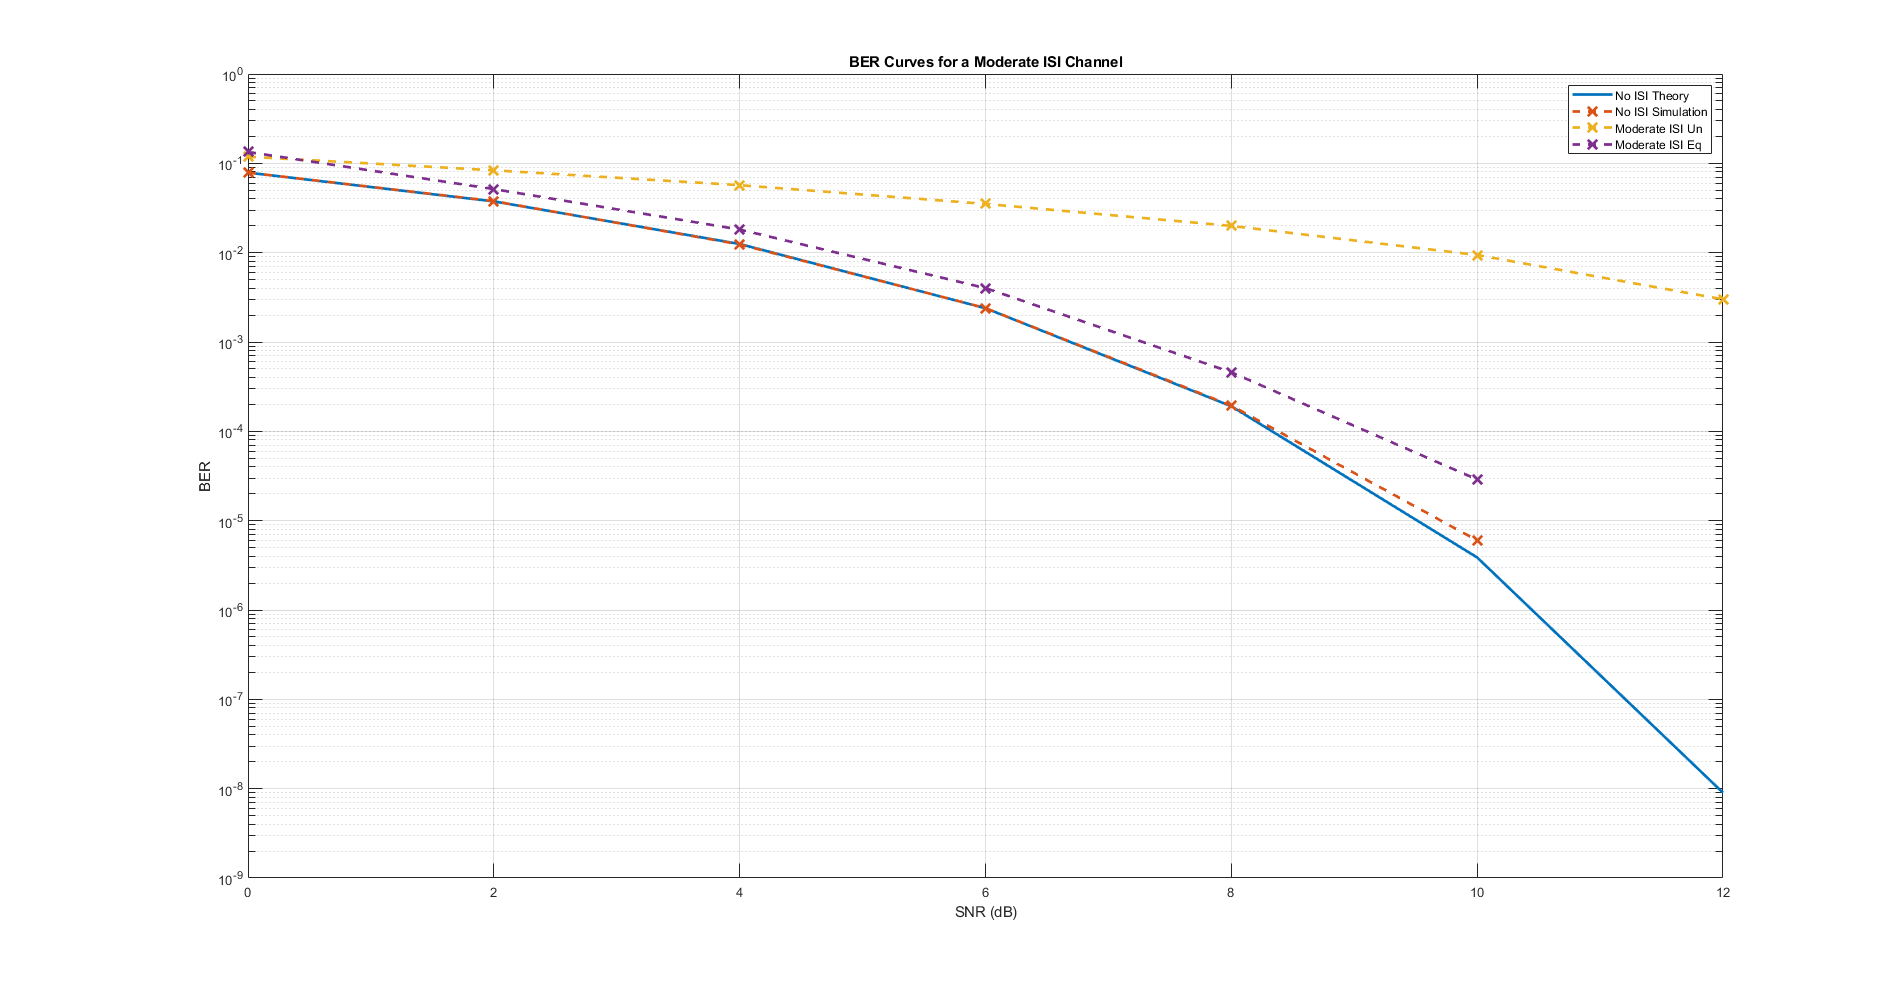 BER Curves for a Moderate ISI Channel
No ISI Theory
No ISI Simulation
Moderate ISI Un
Moderate ISI Eq
BER
10^0
10^-1
10^-2
10^-3
10^-4
10^-5
10^-6
10^-7
10^-8
10^-9
0 2 4 6 8 10 12
SNR (dB)